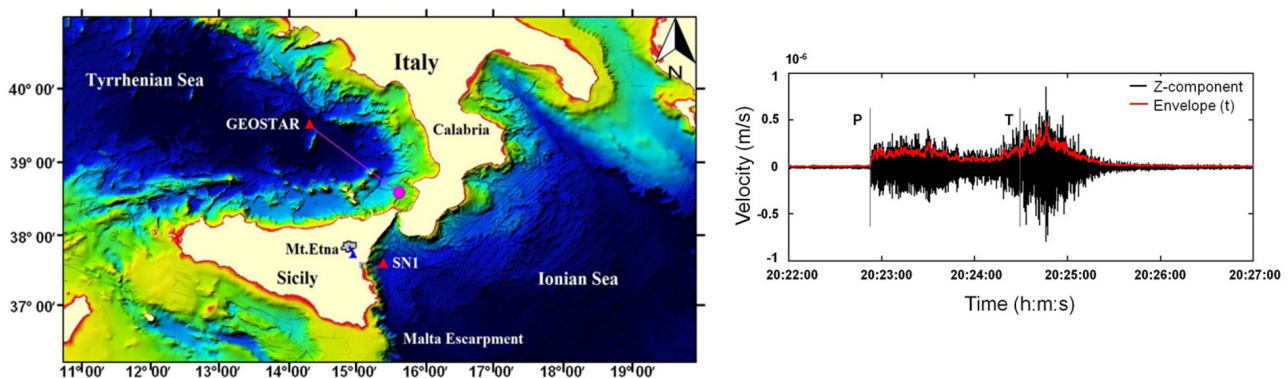 Italy
N
Tyrrhenian Sea
40° 00′
GEOSTAR
Calabria
39° 00′
38° 00′
Mt.Etna
SN1
Sicily
Ionian Sea
37° 00′
Malta Escarpment
11°00′ 12°00′ 13°00′ 14°00′ 15°00′ 16°00′ 17°00′ 18°00′ 19°00′
10⁻⁶
1
Z-component
Envelope (t)
P T
0.5
0
-0.5
-1
Velocity (m/s)
20:22:00 20:23:00 20:24:00 20:25:00 20:26:00 20:27:00
Time (h:m:s)